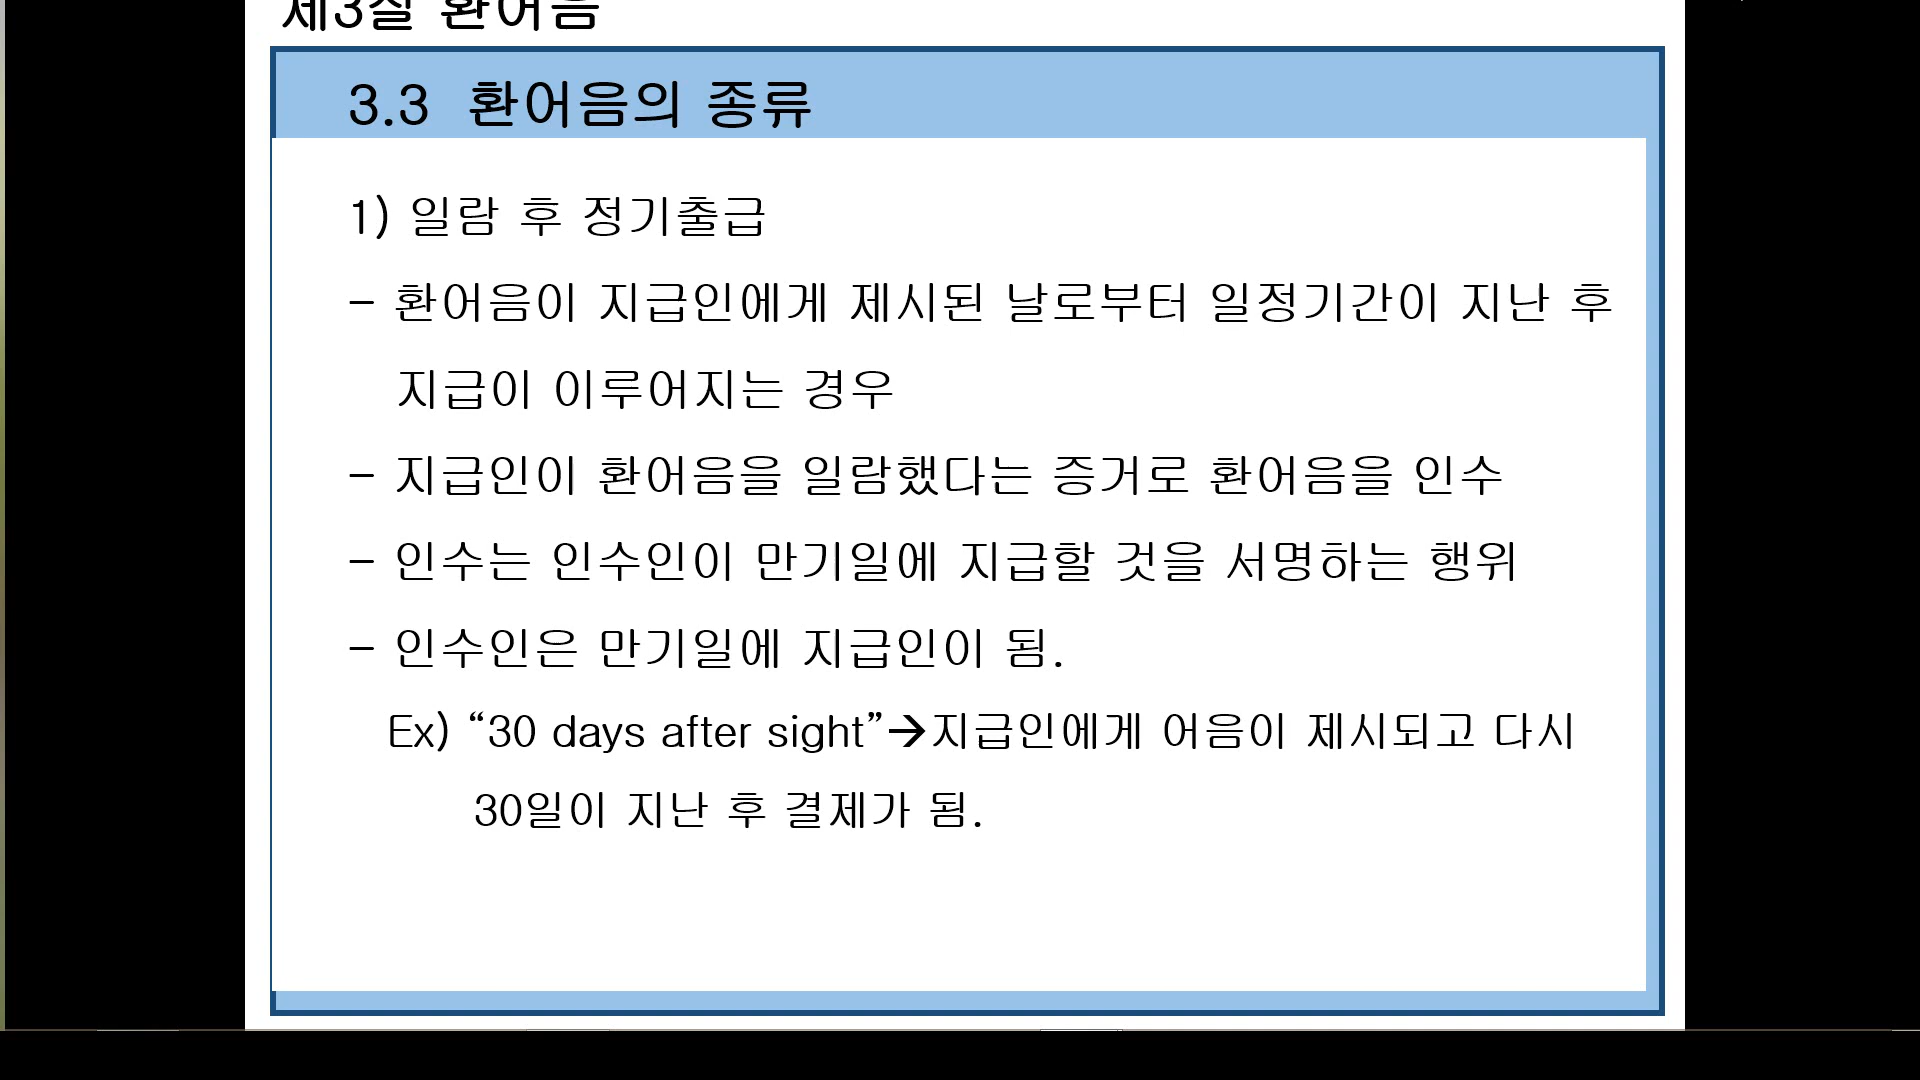 제3절 환어음
3.3 환어음의 종류
1) 일람 후 정기출급
- 환어음이 지급인에게 제시된 날로부터 일정기간이 지난 후
지급이 이루어지는 경우
- 지급인이 환어음을 일람했다는 증거로 환어음을 인수
- 인수는 인수인이 만기일에 지급할 것을 서명하는 행위
- 인수인은 만기일에 지급인이 됨.
Ex) “30 days after sight”→지급인에게 어음이 제시되고 다시
30일이 지난 후 결제가 됨.